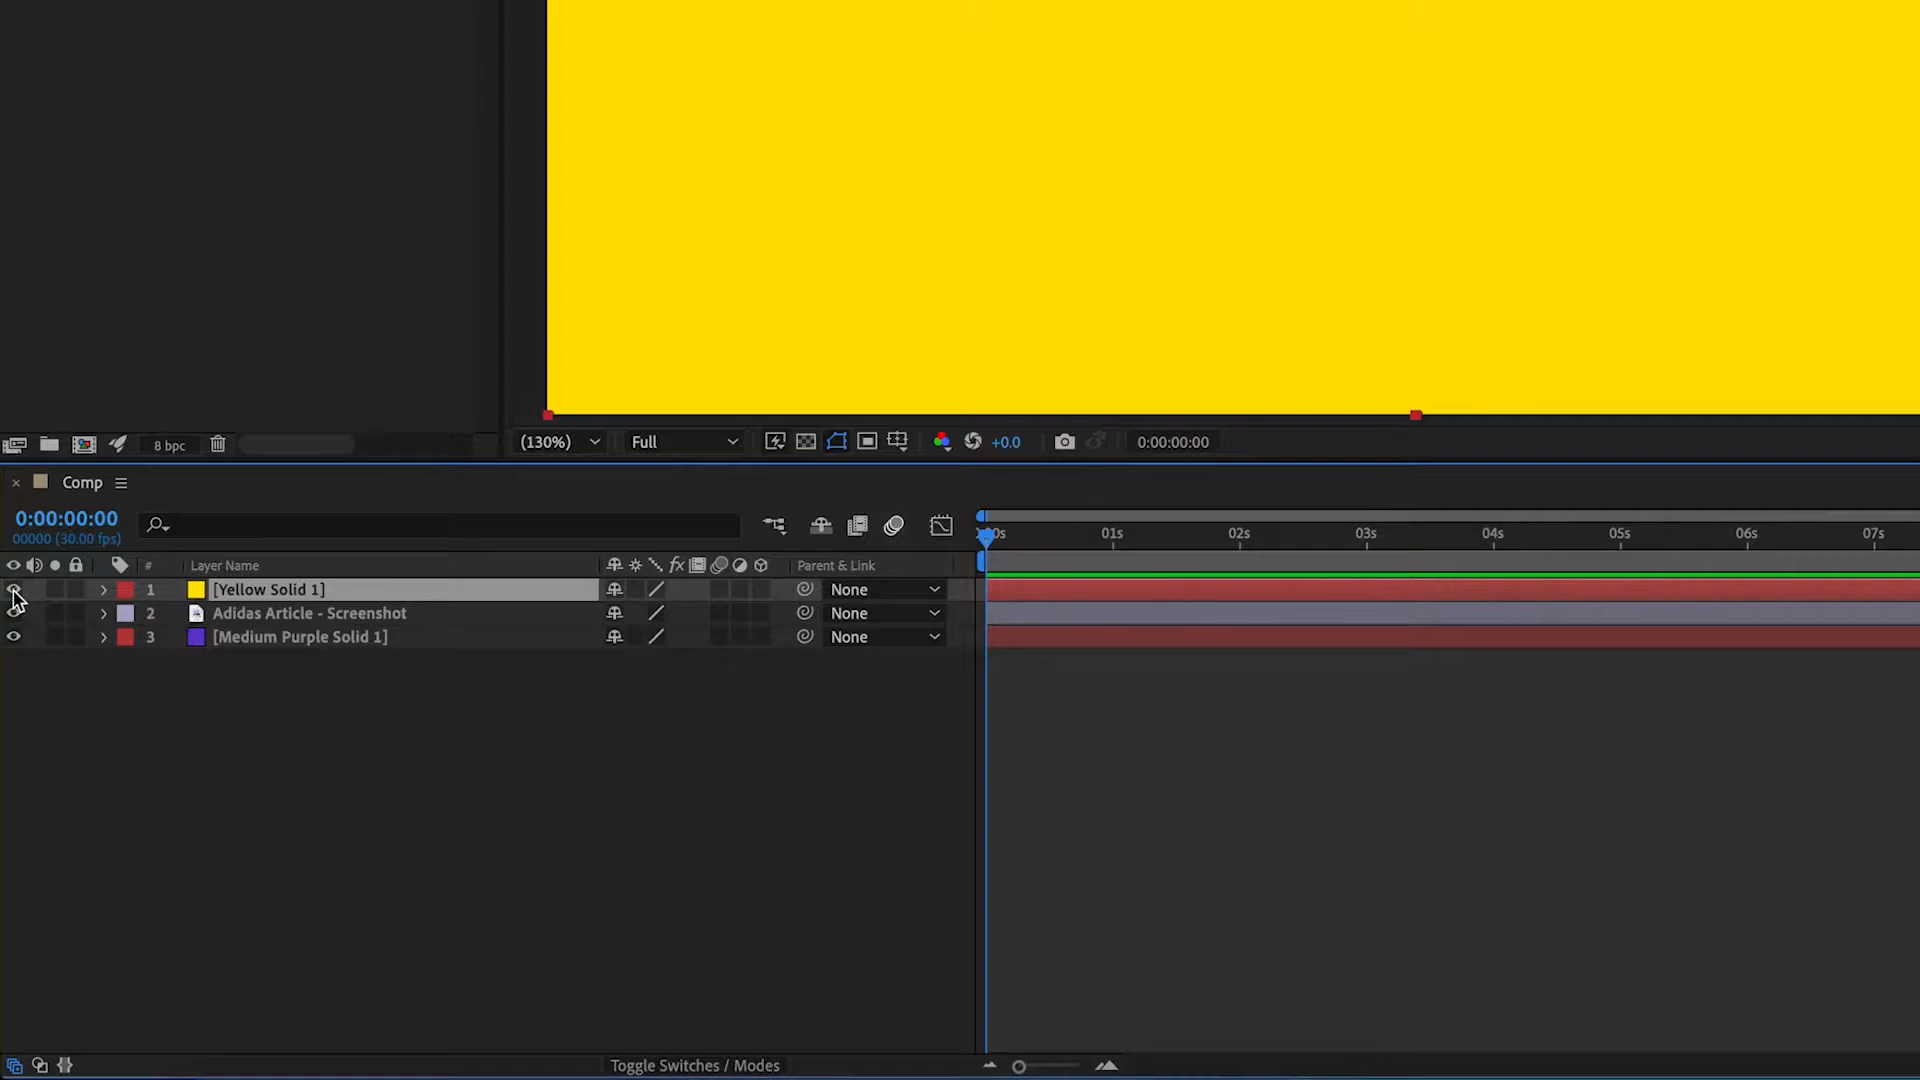 8 bpc
(130%) Full +0.0 0:00:00:00
Comp
0:00:00:00
00000 (30.00 fps)
01s 02s 03s 04s 05s 06s 07s
# Layer Name fx Parent & Link
1 [Yellow Solid 1] None
2 Adidas Article - Screenshot None
3 [Medium Purple Solid 1] None
Toggle Switches / Modes